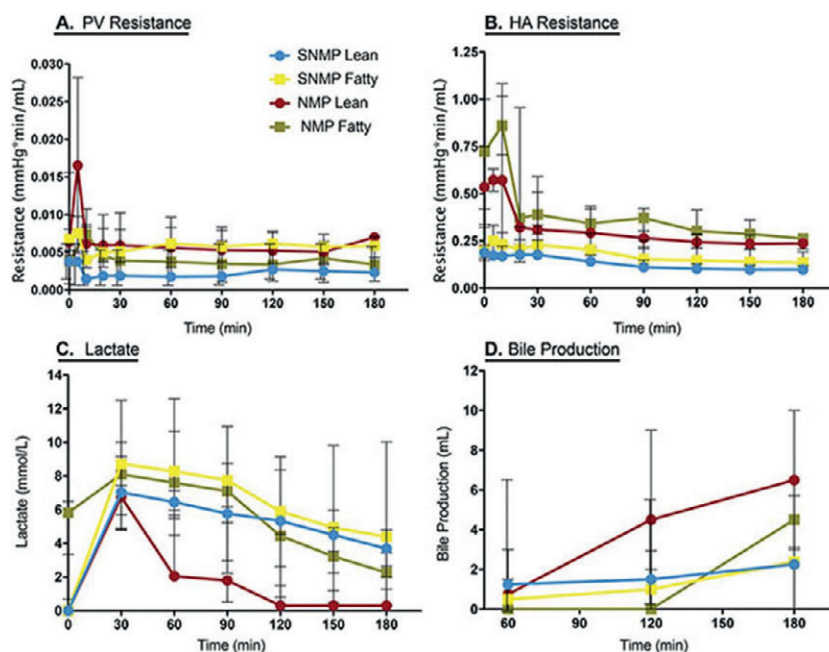 A. PV Resistance
Resistance (mmHg*min/mL)
0.030
0.025
0.020
0.015
0.010
0.005
0.000
0 30 60 90 120 150 180
Time (min)
SNMP Lean
SNMP Fatty
NMP Lean
NMP Fatty
B. HA Resistance
Resistance (mmHg*min/mL)
1.25
1.00
0.75
0.50
0.25
0.00
0 30 60 90 120 150 180
Time (min)
C. Lactate
Lactate (mmol/L)
14
12
10
8
6
4
2
0
0 30 60 90 120 150 180
Time (min)
D. Bile Production
Bile Production (mL)
12
10
8
6
4
2
0
60 90 120 150 180
Time (min)